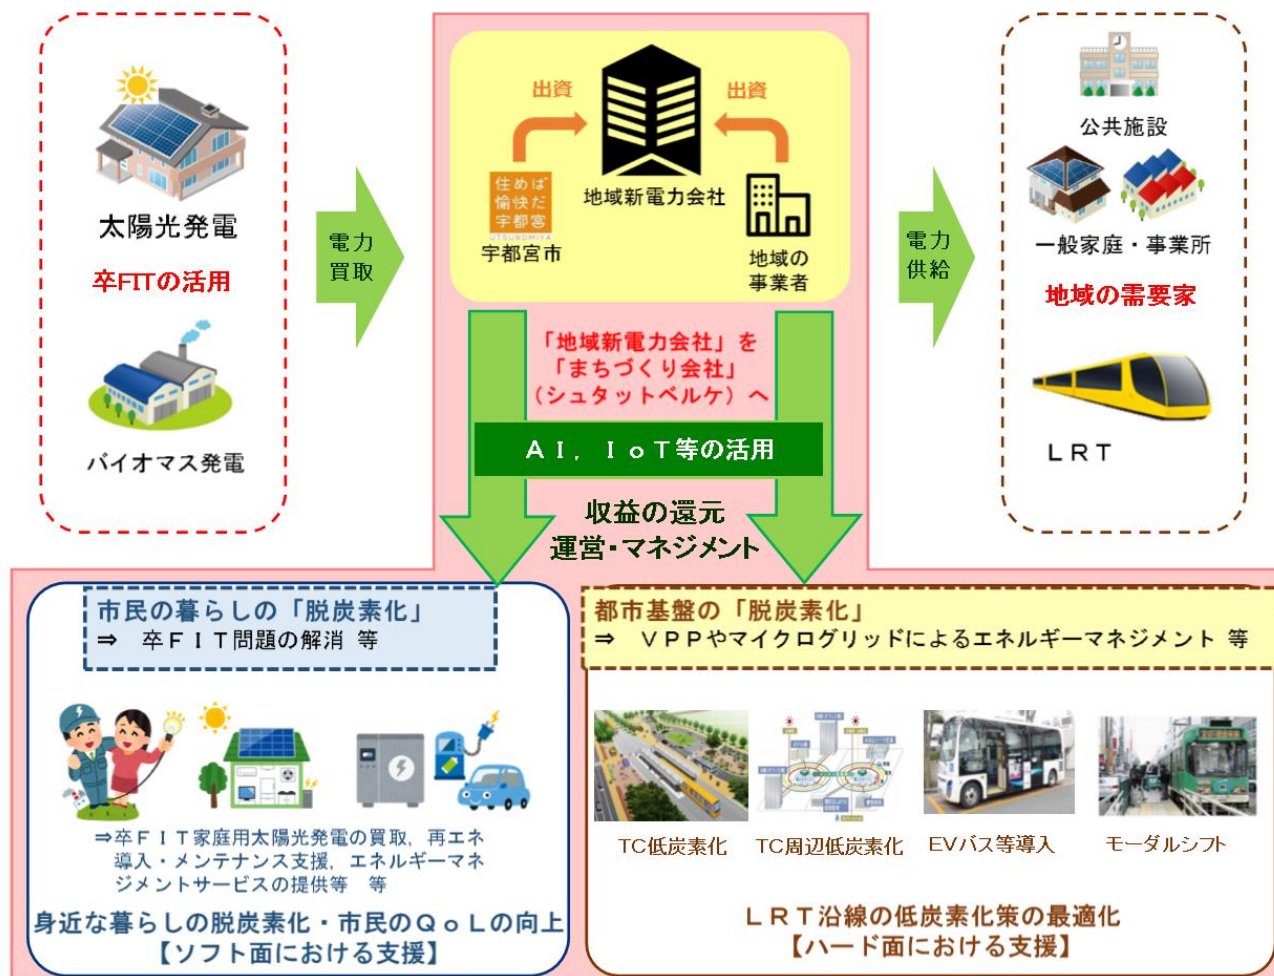 太陽光発電
卒FITの活用
バイオマス発電
電力
買取
出資
出資
地域新電力会社
住めば
愉快だ
宇都宮
UTSUNOMIYA
宇都宮市
地域の
事業者
電力
供給
公共施設
一般家庭・事業所
地域の需要家
ＬＲＴ
「地域新電力会社」を
「まちづくり会社」
（シュタットベルケ）へ
ＡＩ，ＩｏＴ等の活用
収益の還元
運営・マネジメント
市民の暮らしの「脱炭素化」
⇒　卒ＦＩＴ問題の解消 等
⇒卒ＦＩＴ家庭用太陽光発電の買取，再エネ
導入・メンテナンス支援，エネルギーマネ
ジメントサービスの提供等　等
身近な暮らしの脱炭素化・市民のＱｏＬの向上
【ソフト面における支援】
都市基盤の「脱炭素化」
⇒　ＶＰＰやマイクログリッドによるエネルギーマネジメント 等
TC低炭素化
TC周辺低炭素化
EVバス等導入
モーダルシフト
ＬＲＴ沿線の低炭素化策の最適化
【ハード面における支援】